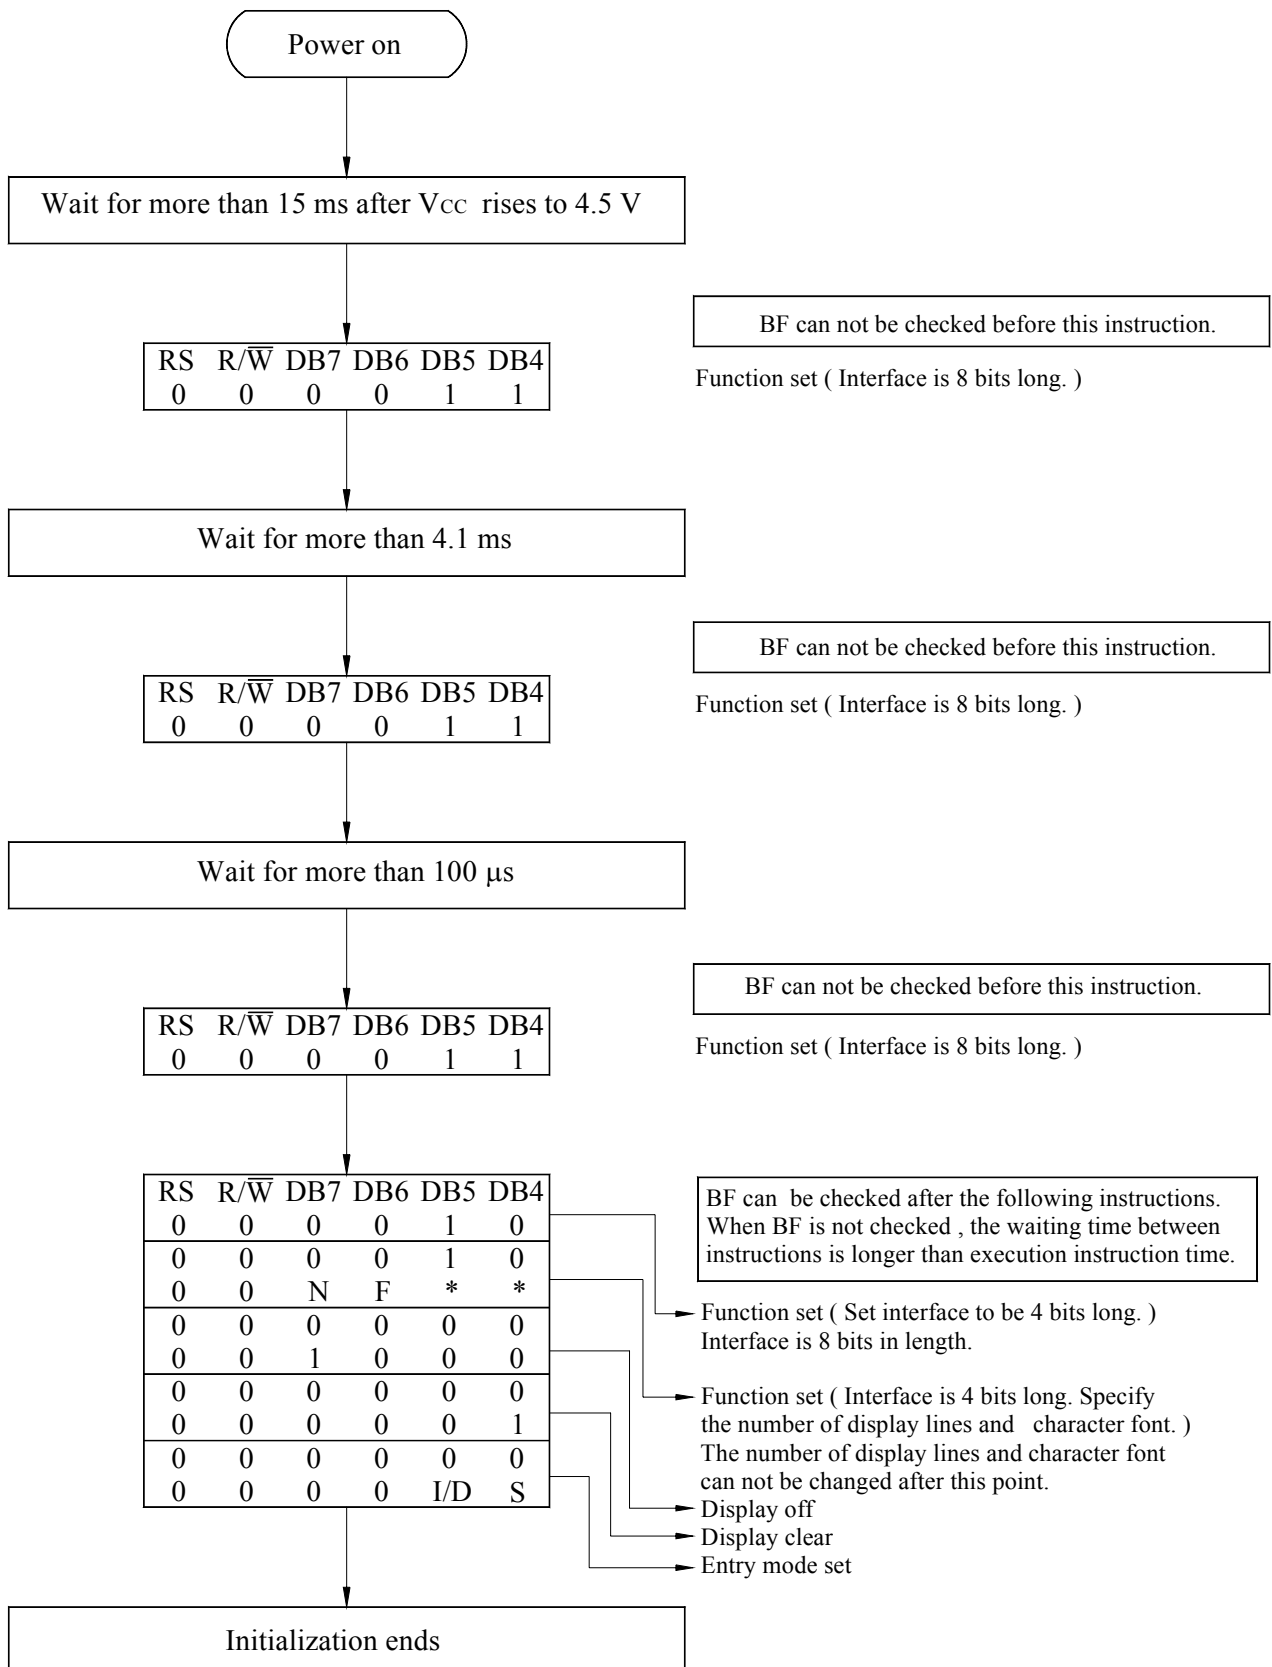 Power on
Wait for more than 15 ms after Vcc rises to 4.5 V
BF can not be checked before this instruction.
RS R/W̅ DB7 DB6 DB5 DB4
0 0 0 0 1 1
Function set ( Interface is 8 bits long. )
Wait for more than 4.1 ms
BF can not be checked before this instruction.
RS R/W̅ DB7 DB6 DB5 DB4
0 0 0 0 1 1
Function set ( Interface is 8 bits long. )
Wait for more than 100 µs
BF can not be checked before this instruction.
RS R/W̅ DB7 DB6 DB5 DB4
0 0 0 0 1 1
Function set ( Interface is 8 bits long. )
RS R/W̅ DB7 DB6 DB5 DB4
0 0 0 0 1 0
0 0 0 0 1 0
0 0 N F * *
0 0 0 0 0 0
0 0 1 0 0 0
0 0 0 0 0 0
0 0 0 0 0 1
0 0 0 0 0 0
0 0 0 0 I/D S
BF can be checked after the following instructions.
When BF is not checked , the waiting time between
instructions is longer than execution instruction time.
Function set ( Set interface to be 4 bits long. )
Interface is 8 bits in length.
Function set ( Interface is 4 bits long. Specify
the number of display lines and character font. )
The number of display lines and character font
can not be changed after this point.
Display off
Display clear
Entry mode set
Initialization ends